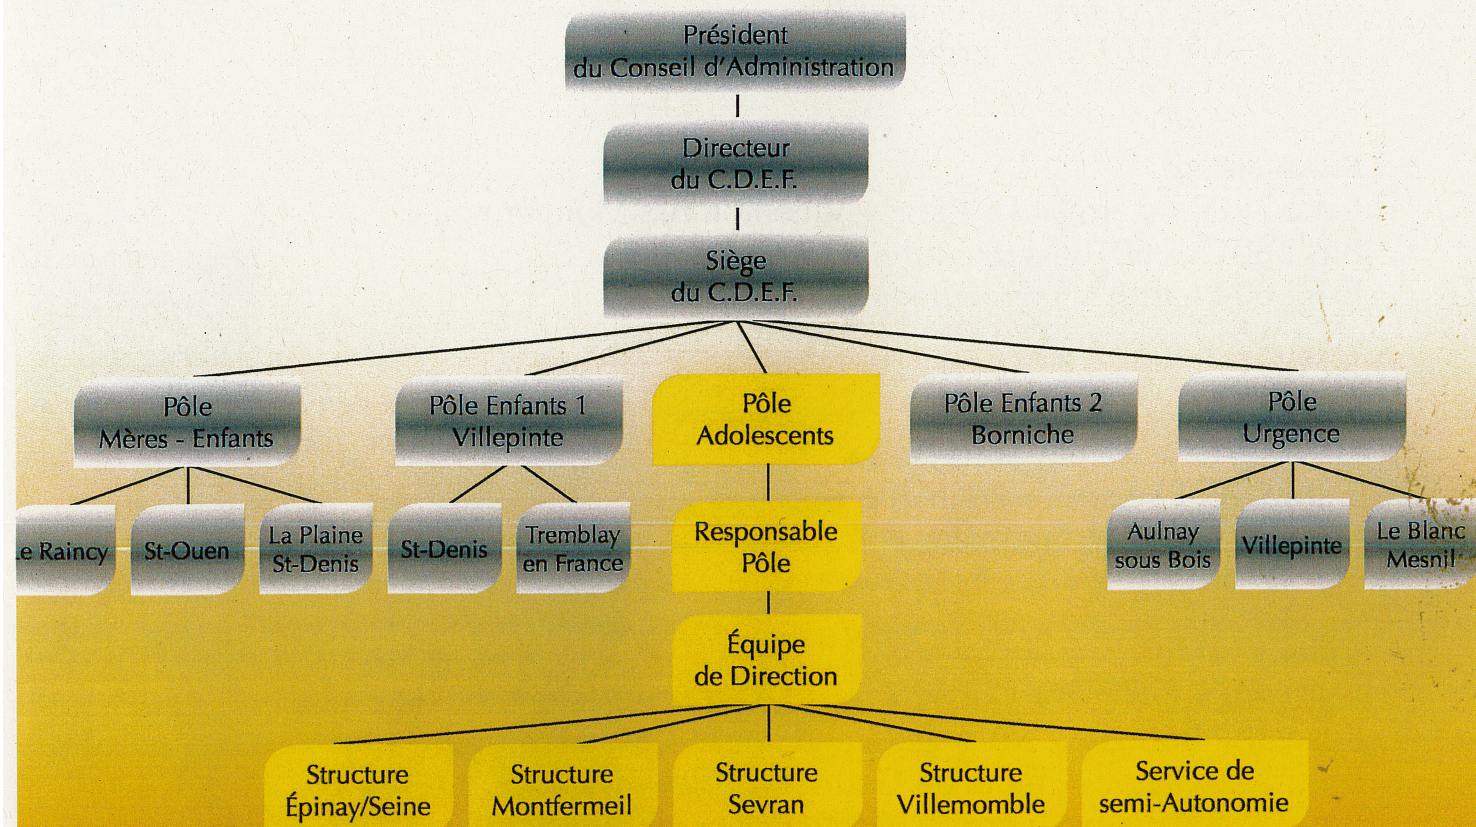 Président
du Conseil d'Administration
Directeur
du C.D.E.F.
Siège
du C.D.E.F.
Pôle
Mères - Enfants
Pôle Enfants 1
Villepinte
Pôle
Adolescents
Pôle Enfants 2
Borniche
Pôle
Urgence
Le Raincy
St-Ouen
La Plaine
St-Denis
St-Denis
Tremblay
en France
Responsable
Pôle
Aulnay
sous Bois
Villepinte
Le Blanc
Mesnil
Équipe
de Direction
Structure
Épinay/Seine
Structure
Montfermeil
Structure
Sevran
Structure
Villemomble
Service de
semi-Autonomie